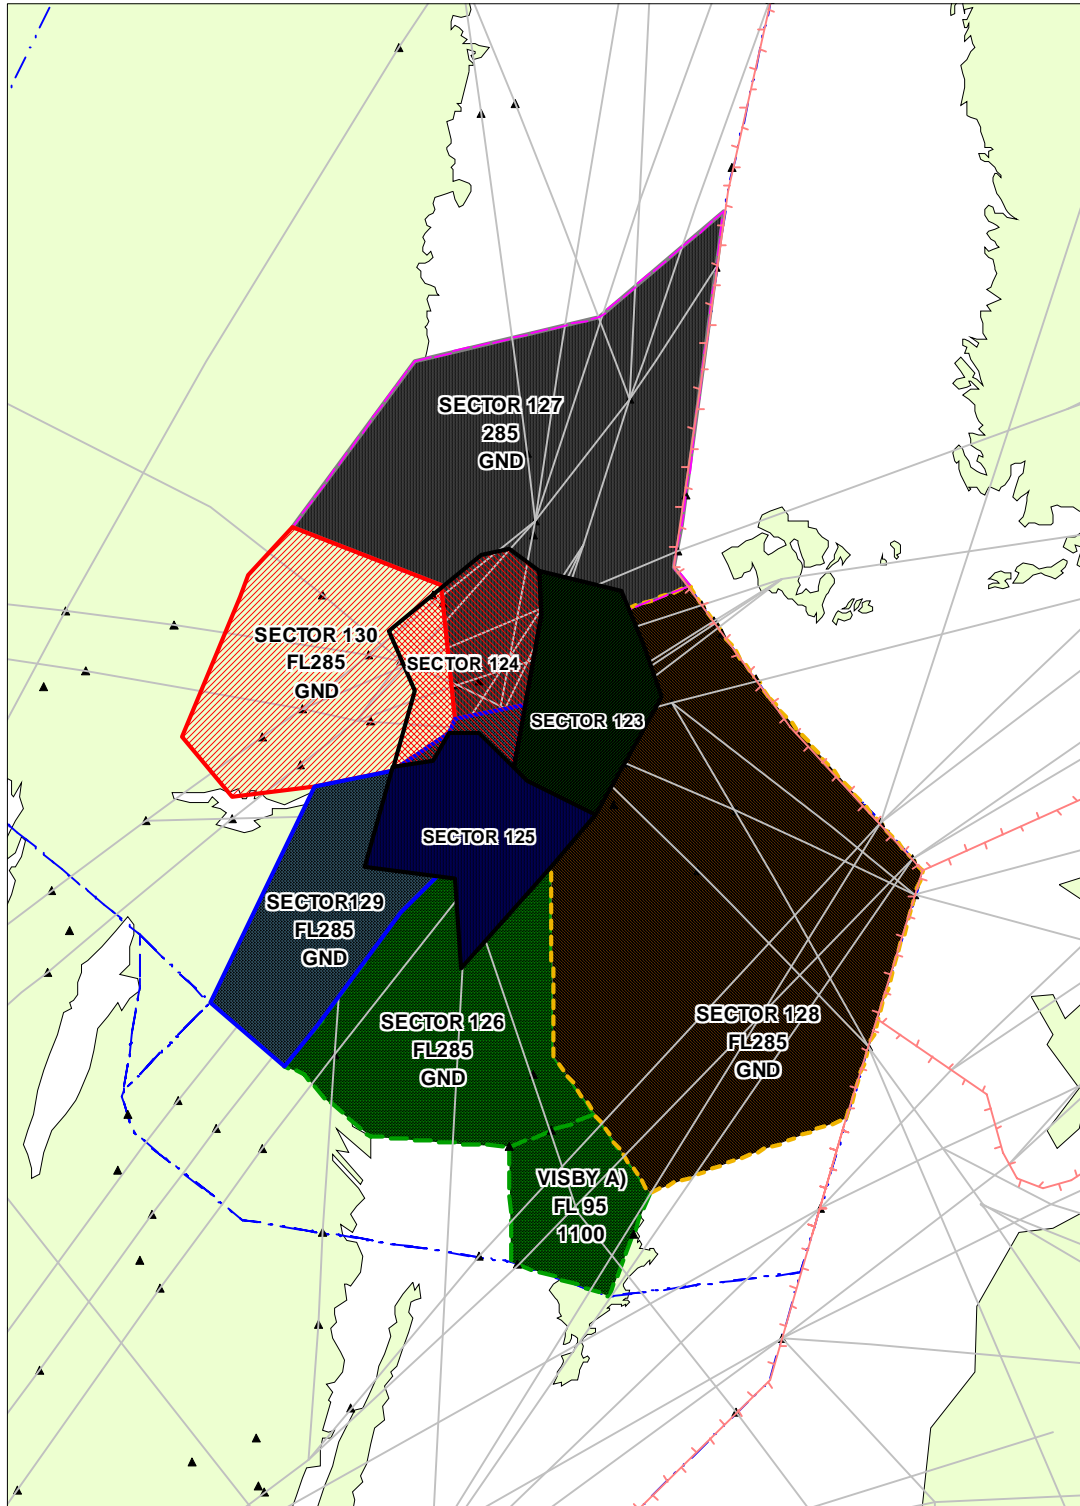 SECTOR 127
285
GND
SECTOR 130
FL285
GND
SECTOR 124
SECTOR 123
SECTOR 125
SECTOR129
FL285
GND
SECTOR 126
FL285
GND
SECTOR 128
FL285
GND
VISBY A)
FL 95
1100